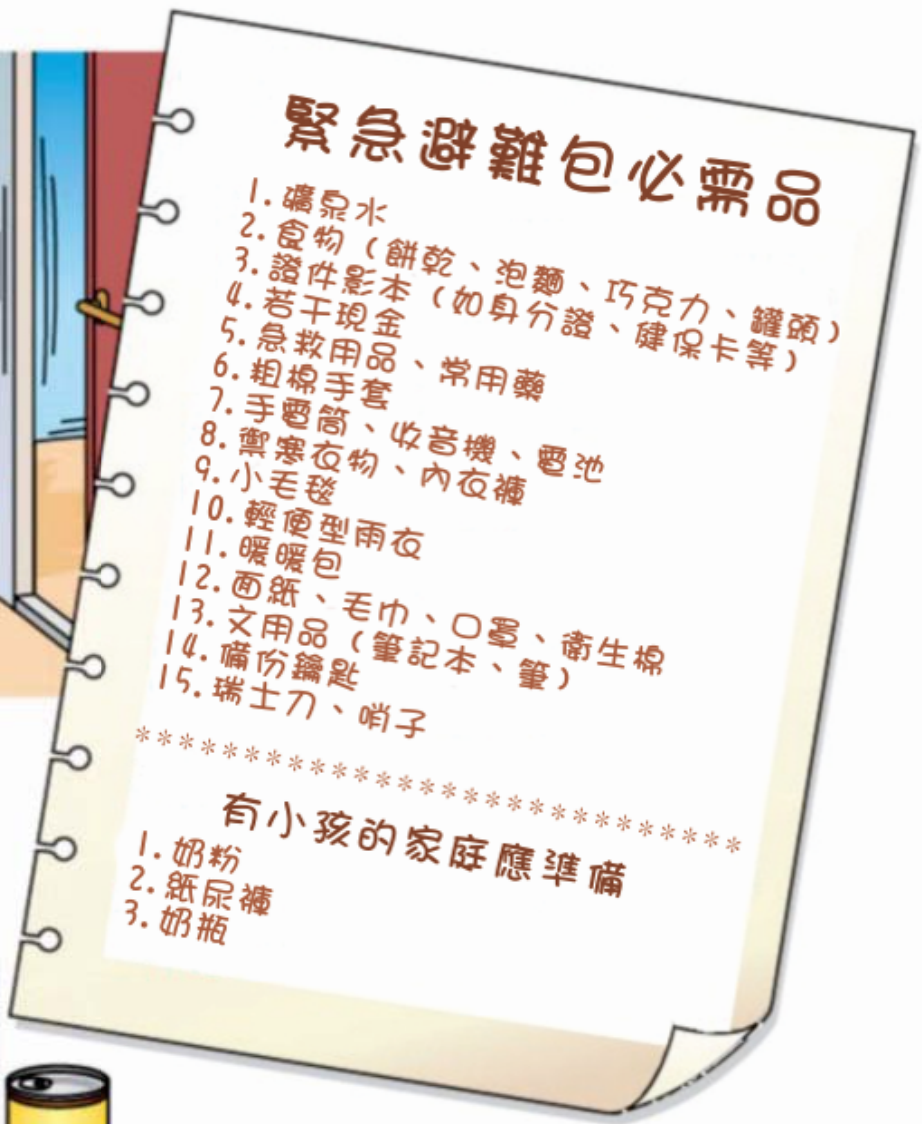 緊急避難包必需品
1.礦泉水
2.食物（餅乾、泡麵、巧克力、罐頭）
3.證件影本（如身分證、健保卡等）
4.若干現金
5.急救用品、常用藥
6.粗棉手套
7.手電筒、收音機、電池
8.禦寒衣物、內衣褲
9.小毛毯
10.輕便型雨衣
11.暖暖包
12.面紙、毛巾、口罩、衛生棉
13.文用品（筆記本、筆）
14.備份鑰匙
15.瑞士刀、哨子
****************************
有小孩的家庭應準備
1.奶粉
2.紙尿褲
3.奶瓶